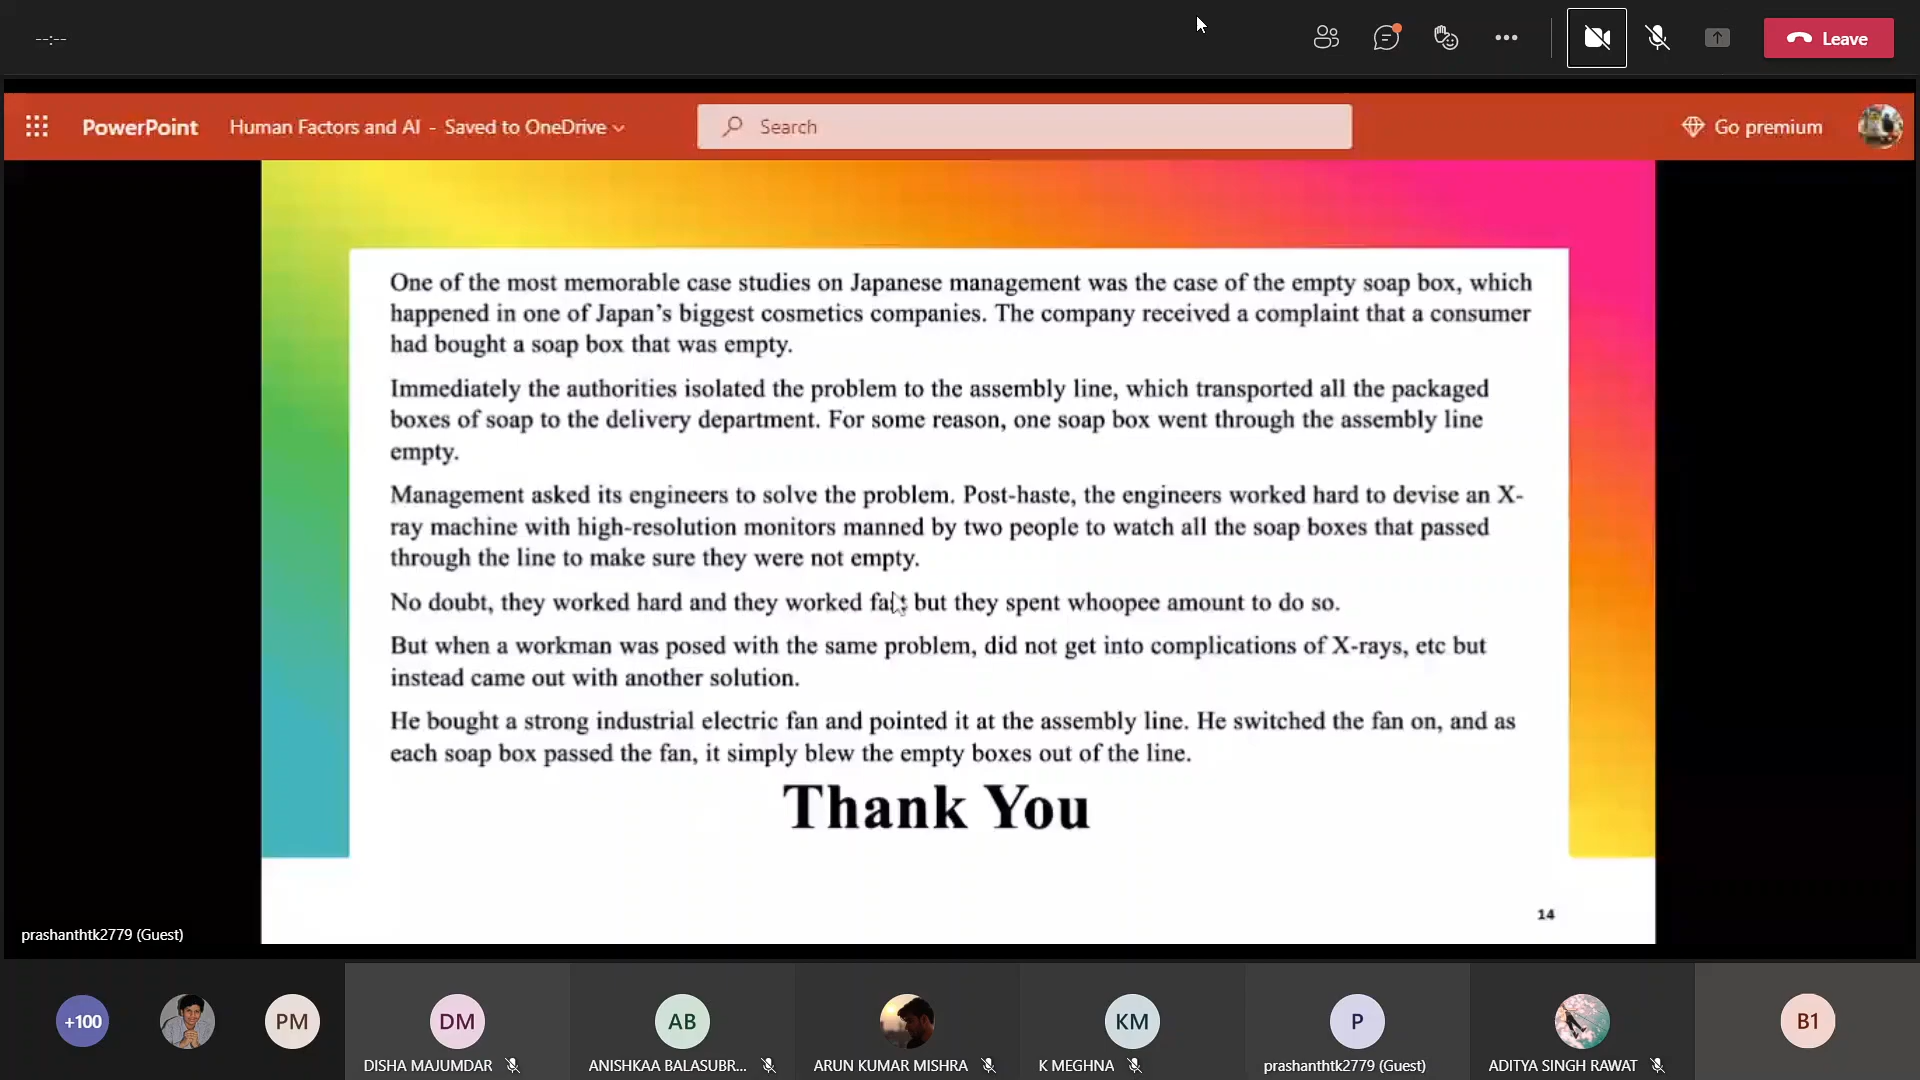 --:--
Leave
PowerPoint
Human Factors and AI - Saved to OneDrive
Search
Go premium
One of the most memorable case studies on Japanese management was the case of the empty soap box, which
happened in one of Japan's biggest cosmetics companies. The company received a complaint that a consumer
had bought a soap box that was empty.
Immediately the authorities isolated the problem to the assembly line, which transported all the packaged
boxes of soap to the delivery department. For some reason, one soap box went through the assembly line
empty.
Management asked its engineers to solve the problem. Post-haste, the engineers worked hard to devise an X-
ray machine with high-resolution monitors manned by two people to watch all the soap boxes that passed
through the line to make sure they were not empty.
No doubt, they worked hard and they worked fast but they spent whoopee amount to do so.
But when a workman was posed with the same problem, did not get into complications of X-rays, etc but
instead came out with another solution.
He bought a strong industrial electric fan and pointed it at the assembly line. He switched the fan on, and as
each soap box passed the fan, it simply blew the empty boxes out of the line.
Thank You
14
prashanthtk2779 (Guest)
+100
PM
DM
AB
KM
P
B1
DISHA MAJUMDAR
ANISHKAA BALASUBR...
ARUN KUMAR MISHRA
K MEGHNA
prashanthtk2779 (Guest)
ADITYA SINGH RAWAT